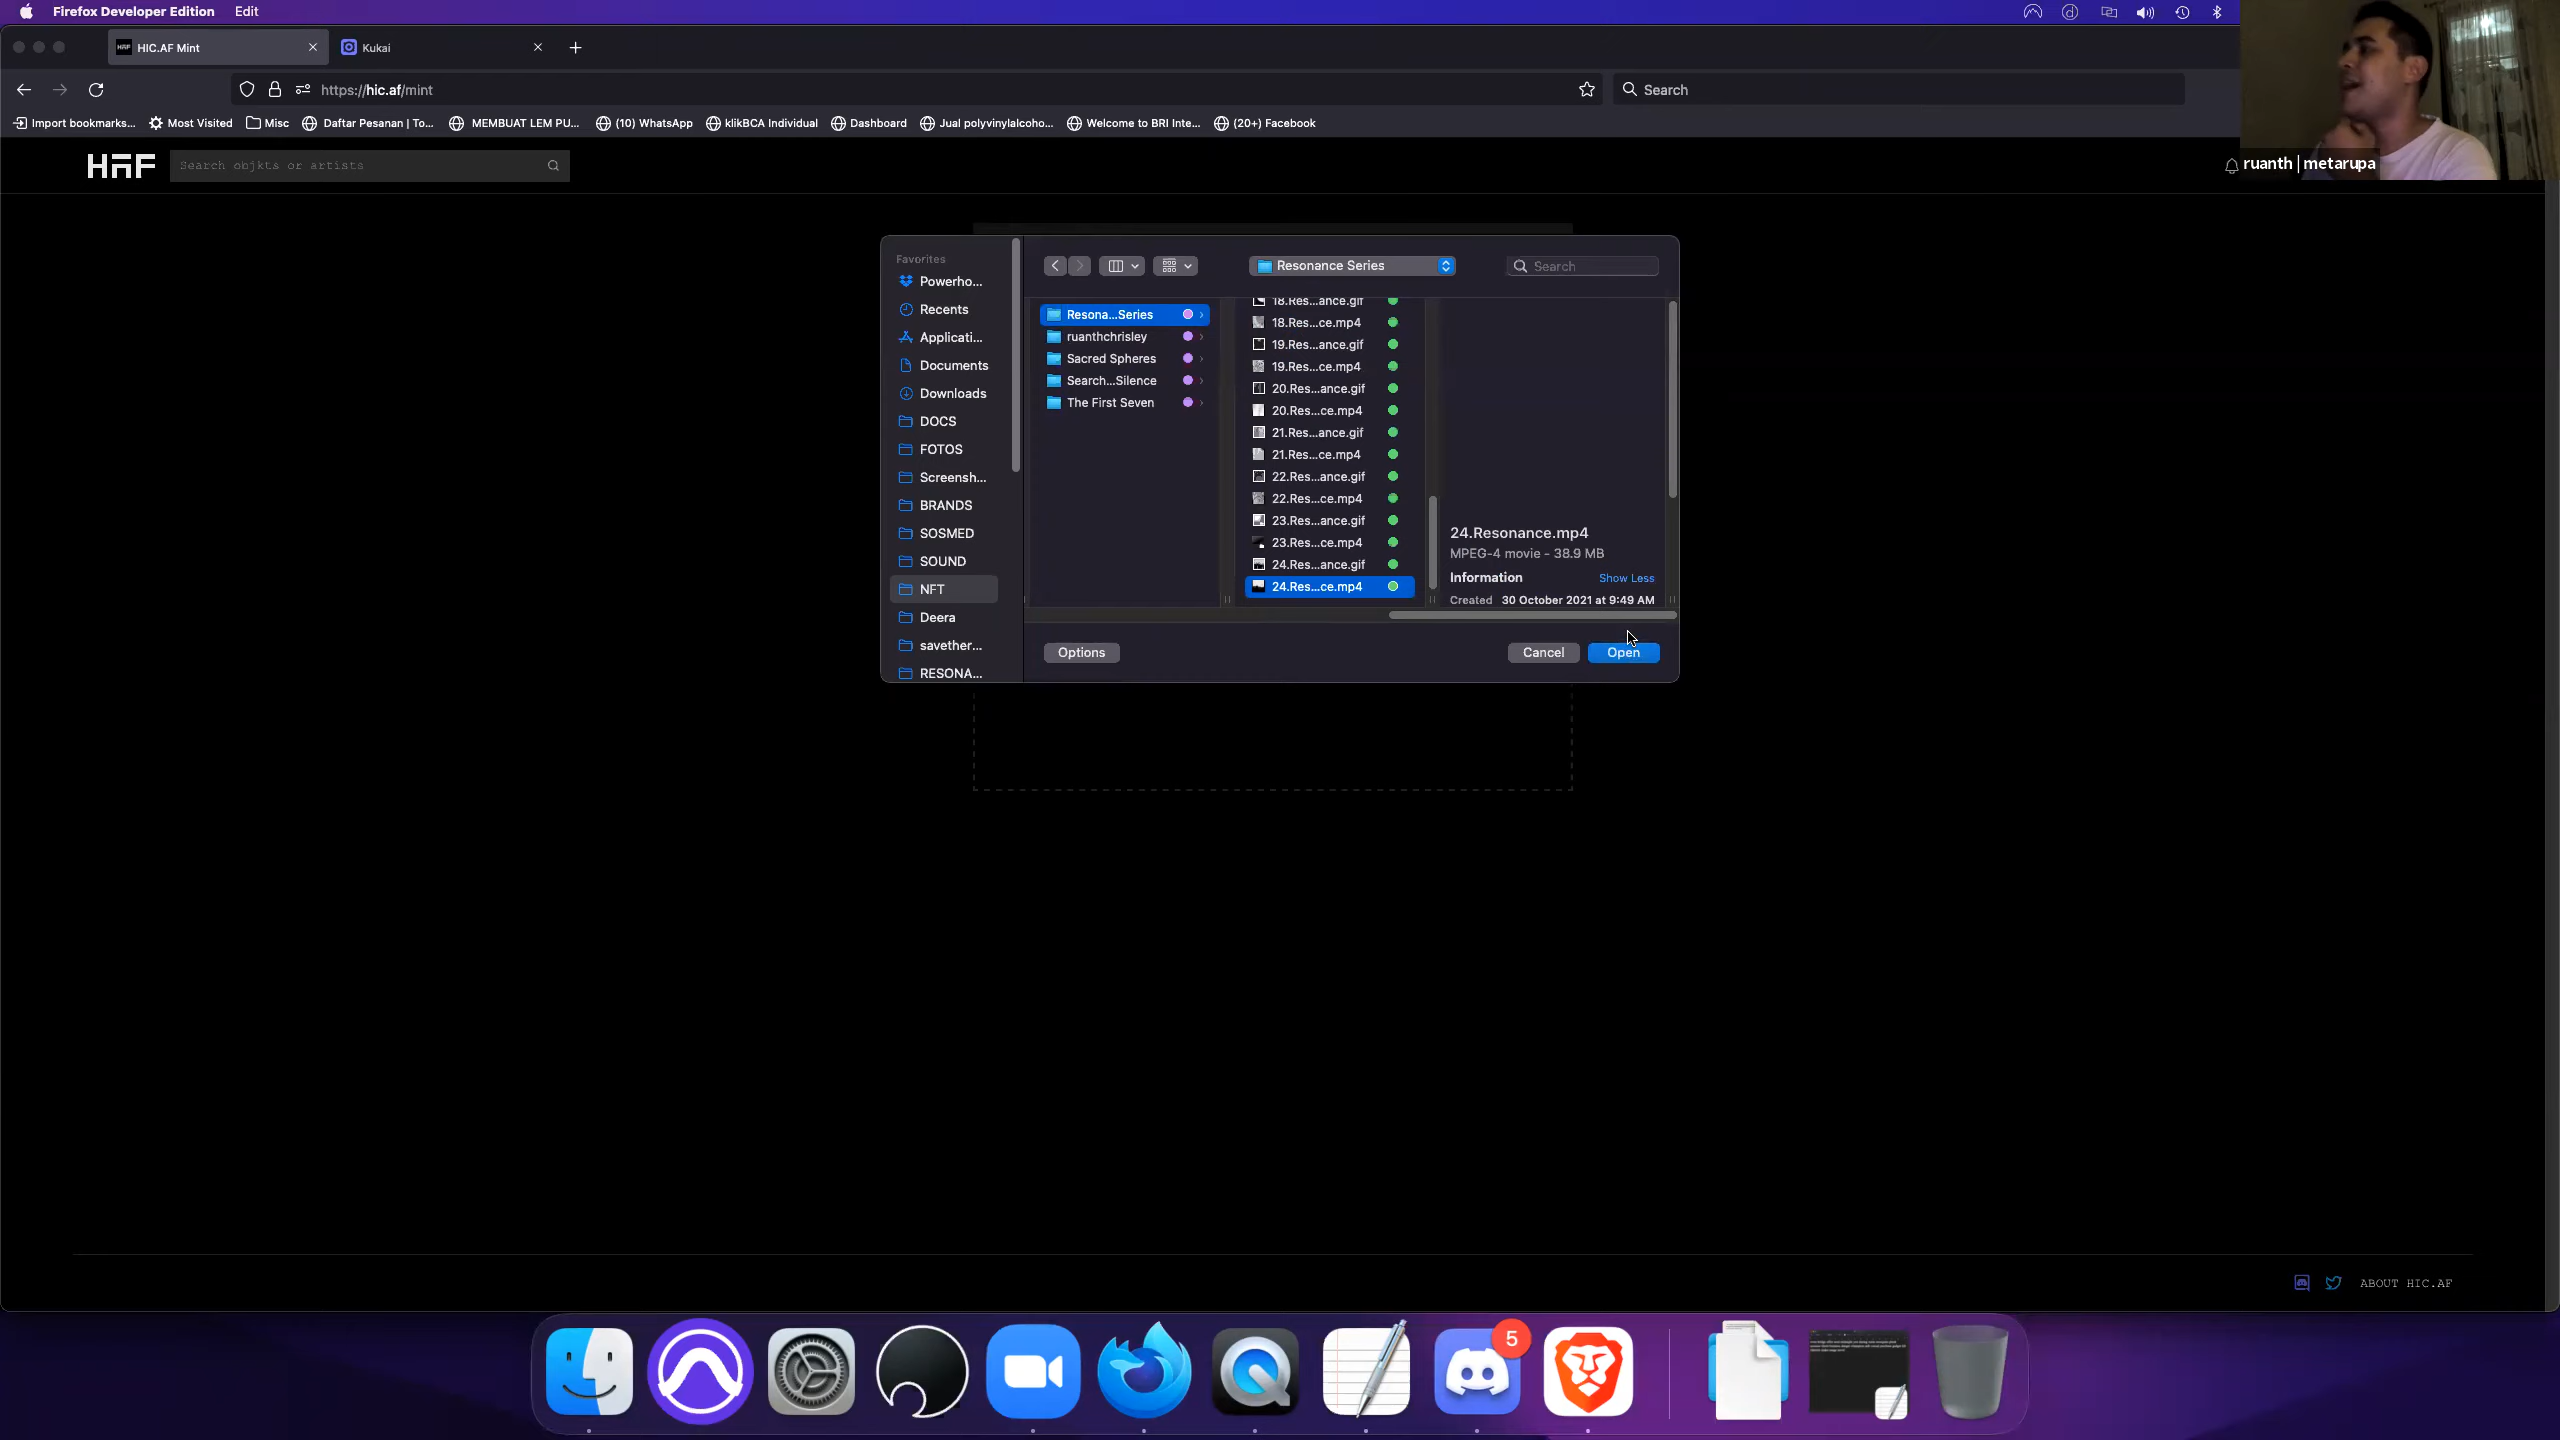 Firefox Developer Edition Edit
HIC.AF Mint
Kukai
https://hic.af/mint
Search
Import bookmarks... Most Visited Misc Daftar Pesanan | To... MEMBUAT LEM PU... (10) WhatsApp klikBCA Individual Dashboard Jual polyvinylalcoho... Welcome to BRI Inte... (20+) Facebook
HAF
Search objkts or artists
ruanth | metarupa
Favorites
Powerho...
Recents
Applicati...
Documents
Downloads
DOCS
FOTOS
Screensh...
BRANDS
SOSMED
SOUND
NFT
Deera
savether...
RESONA...
Resonance Series
Search
Resona...Series
ruanthchrisley
Sacred Spheres
Search...Silence
The First Seven
18.Res...ance.gif
18.Res...ce.mp4
19.Res...ance.gif
19.Res...ce.mp4
20.Res...ance.gif
20.Res...ce.mp4
21.Res...ance.gif
21.Res...ce.mp4
22.Res...ance.gif
22.Res...ce.mp4
23.Res...ance.gif
23.Res...ce.mp4
24.Res...ance.gif
24.Res...ce.mp4
24.Resonance.mp4
MPEG-4 movie - 38.9 MB
Information Show Less
Created 30 October 2021 at 9:49 AM
Options
Cancel
Open
ABOUT HIC.AF
5